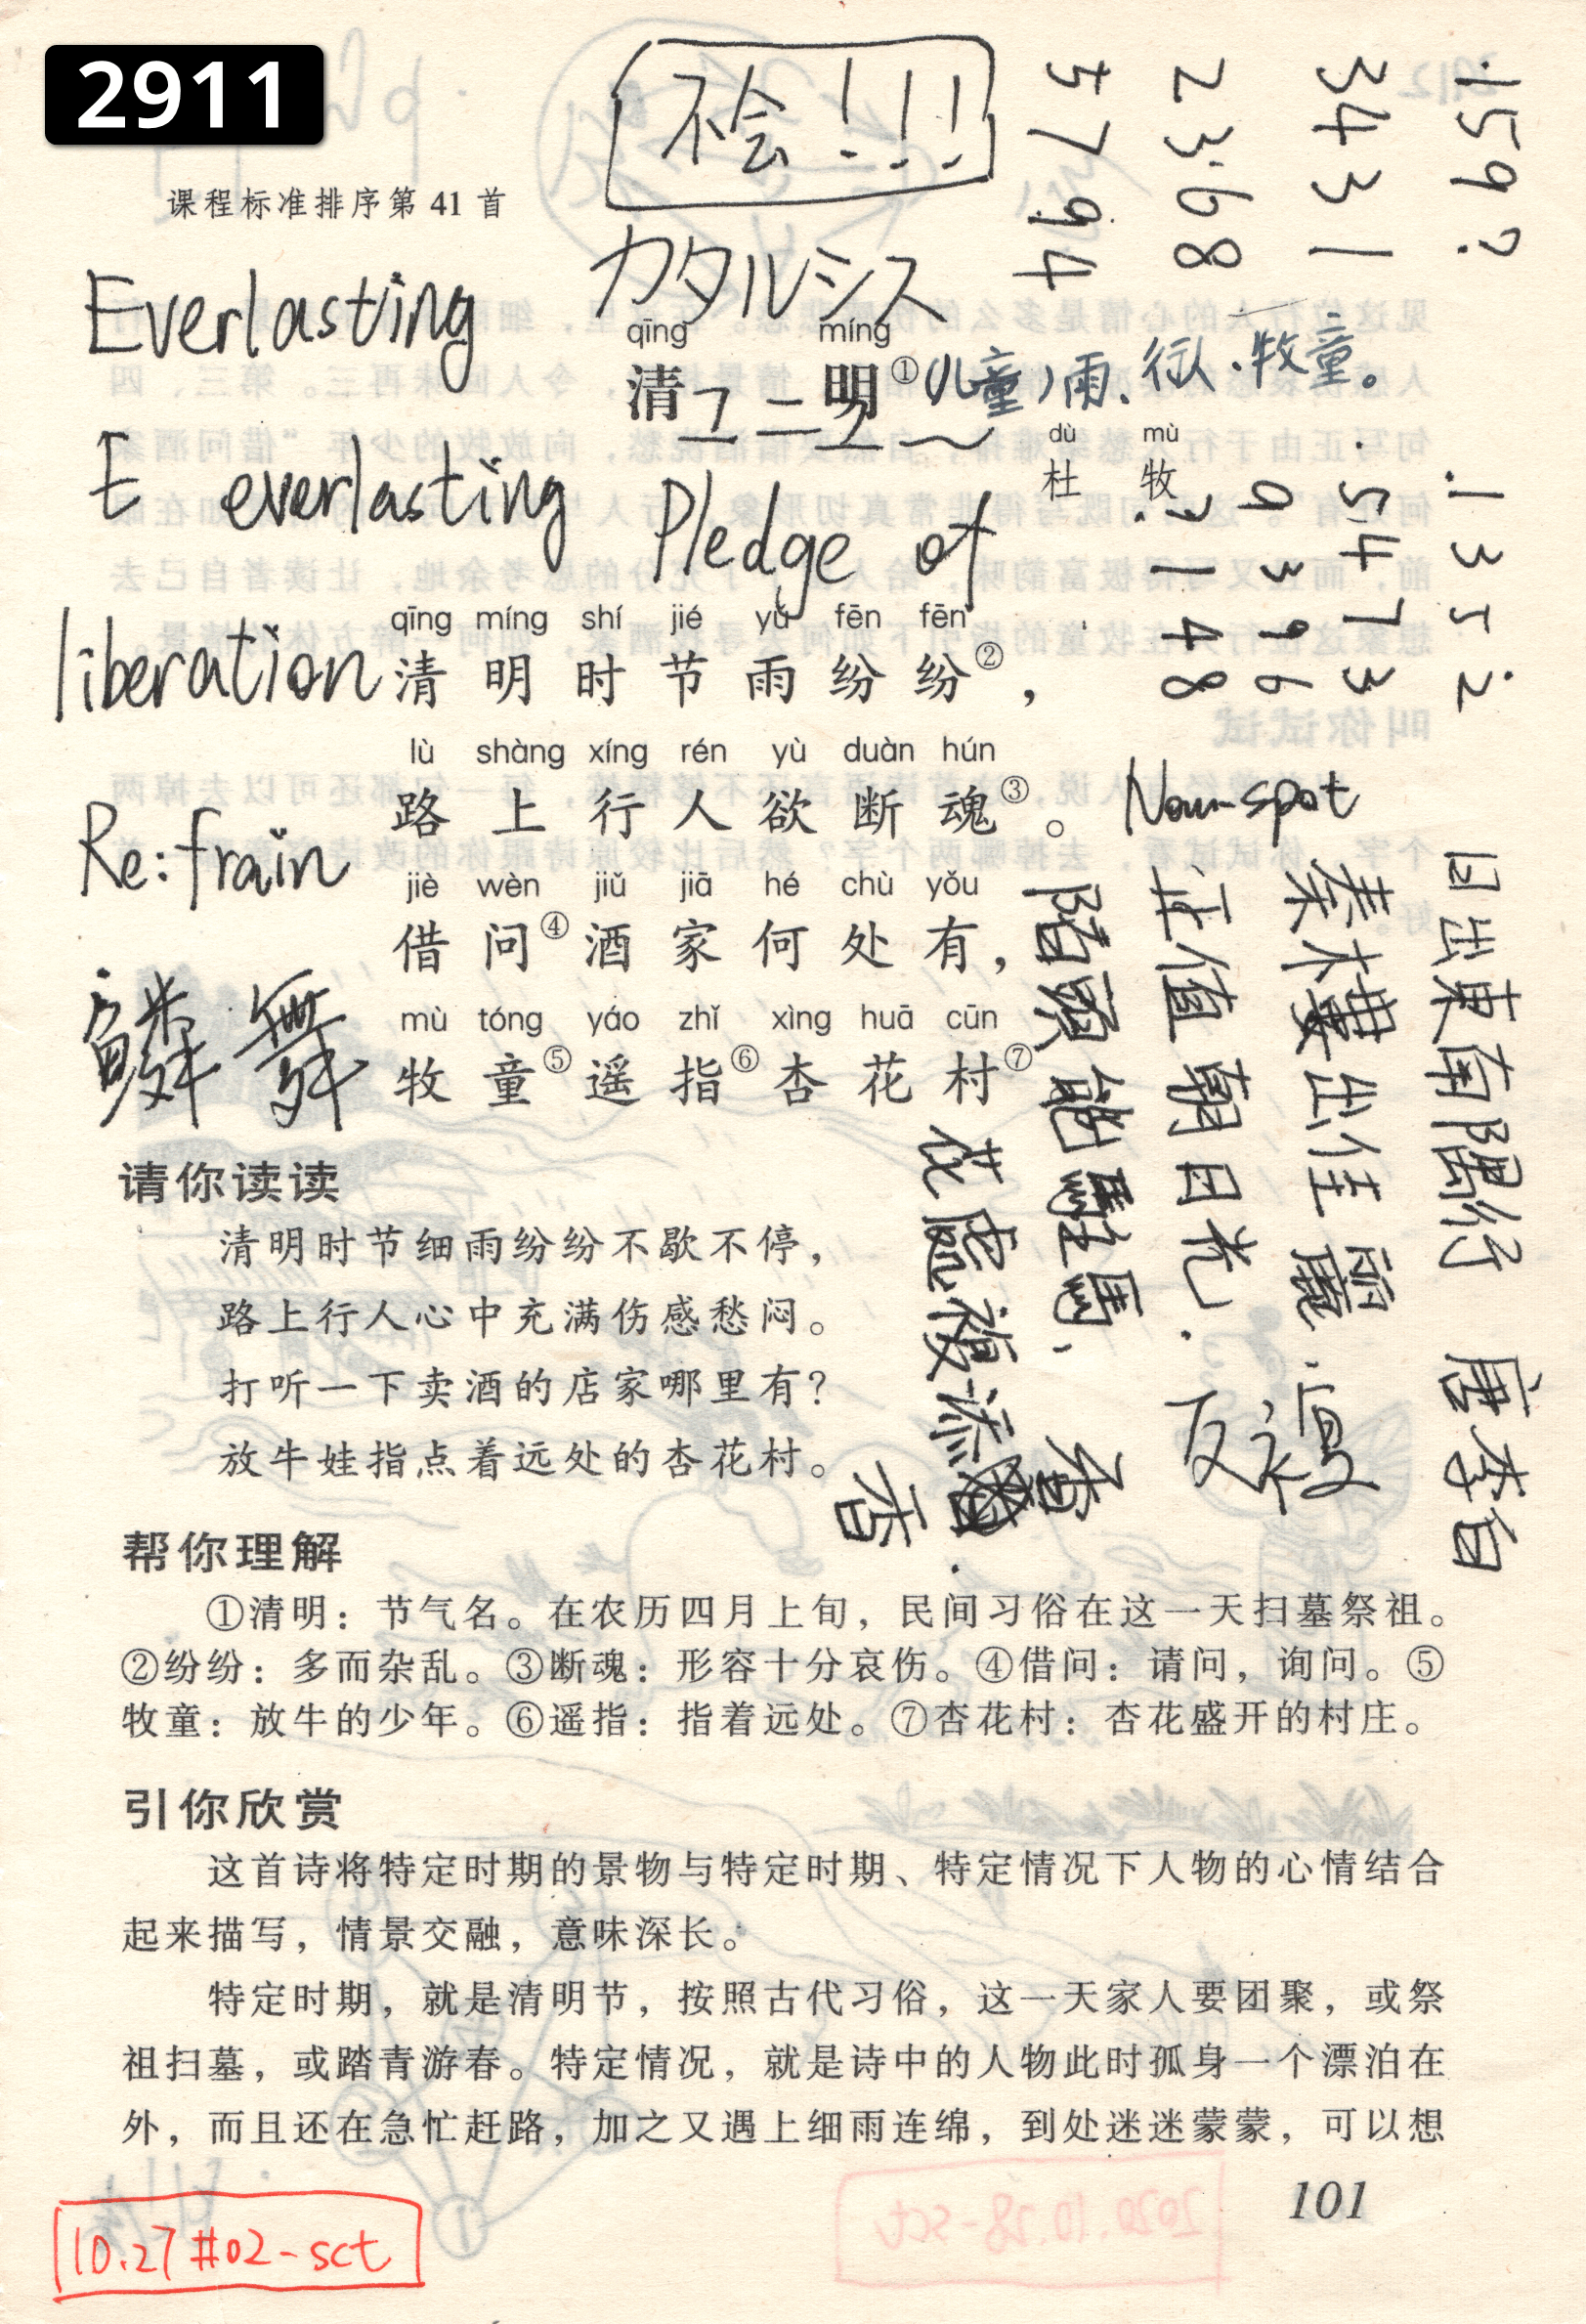 2911
不会！！！
课程标准排序第 41 首
カタルシス
Everlasting
qīng míng
清 明①
儿童）雨、行人、牧童。
dù mù
杜 牧
E everlasting
Pledge of
liberation
qīng míng shí jié yǔ fēn fēn
清 明 时 节 雨 纷 纷②，
lù shàng xíng rén yù duàn hún
路 上 行 人 欲 断 魂③。
Re:frain
jiè wèn jiǔ jiā hé chù yǒu
借 问④ 酒 家 何 处 有，
mù tóng yáo zhǐ xìng huā cūn
牧 童⑤ 遥 指⑥ 杏 花 村⑦
舞
159?
3431
2368
5794
1352
5473
9396
?148
日出東南隅行 唐李白
秦樓出佳麗
正值朝日光.
陌頭能駐馬,
花處複添香.
香
请你读读
清明时节细雨纷纷不歇不停，
路上行人心中充满伤感愁闷。
打听一下卖酒的店家哪里有？
放牛娃指点着远处的杏花村。
帮你理解
①清明：节气名。在农历四月上旬，民间习俗在这一天扫墓祭祖。
②纷纷：多而杂乱。③断魂：形容十分哀伤。④借问：请问，询问。⑤
牧童：放牛的少年。⑥遥指：指着远处。⑦杏花村：杏花盛开的村庄。
引你欣赏
这首诗将特定时期的景物与特定时期、特定情况下人物的心情结合
起来描写，情景交融，意味深长。
特定时期，就是清明节，按照古代习俗，这一天家人要团聚，或祭
祖扫墓，或踏青游春。特定情况，就是诗中的人物此时孤身一个漂泊在
外，而且还在急忙赶路，加之又遇上细雨连绵，到处迷迷蒙蒙，可以想
101
10.27 #02-sct
2020.10.28-sct